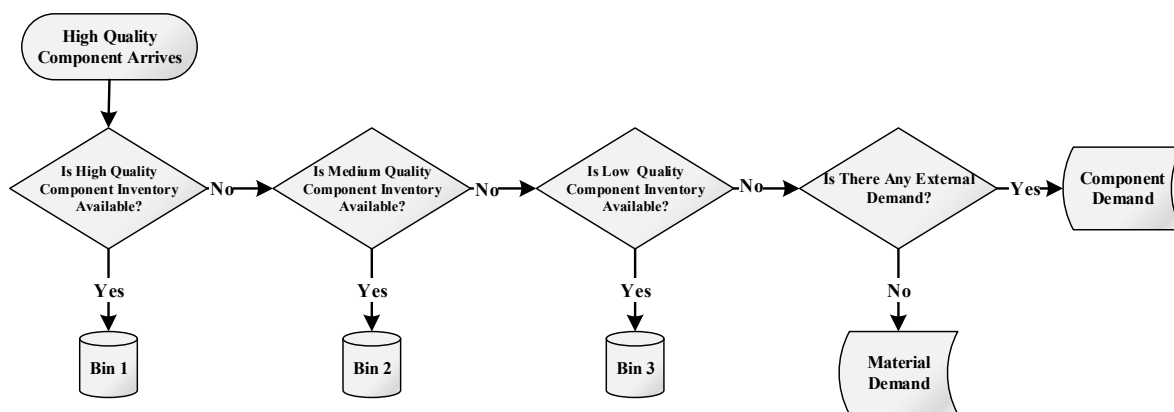 High Quality
Component Arrives
Is High Quality
Component Inventory
Available?
No
Is Medium Quality
Component Inventory
Available?
No
Is Low Quality
Component Inventory
Available?
No
Is There Any External
Demand?
Yes
Component
Demand
Yes
Yes
Yes
No
Bin 1
Bin 2
Bin 3
Material
Demand